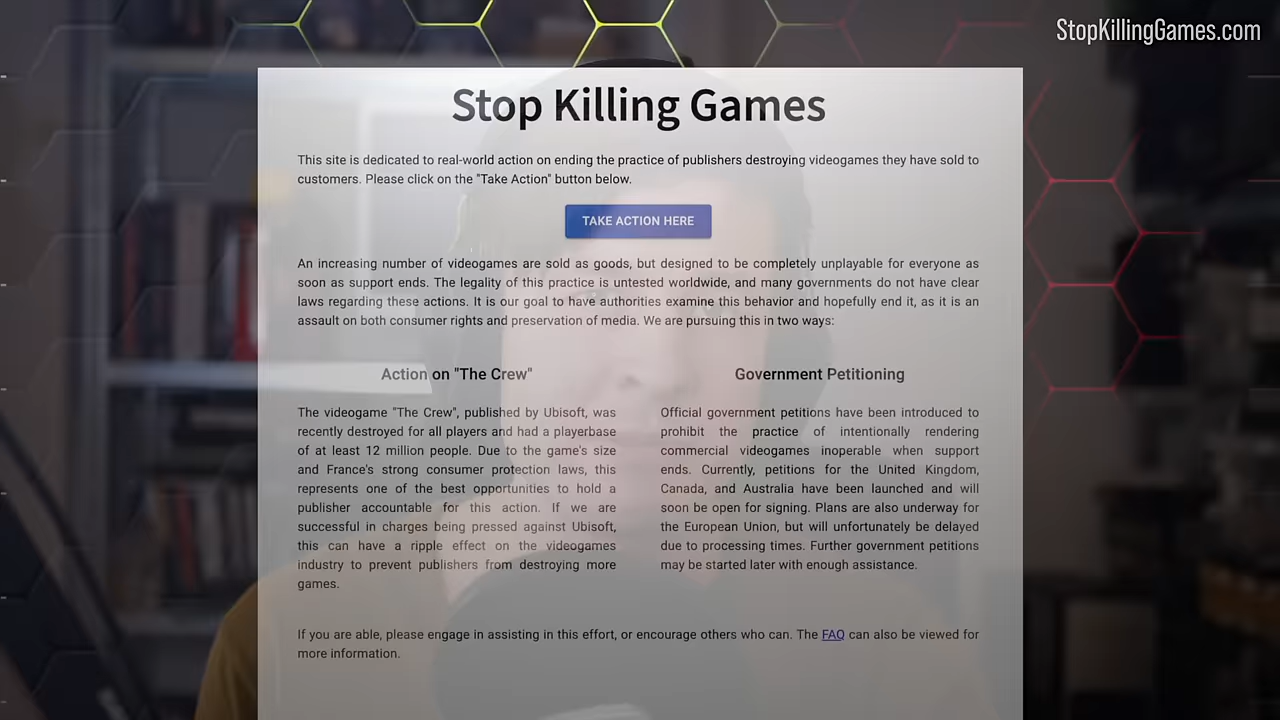 StopKillingGames.com
Stop Killing Games
This site is dedicated to real-world action on ending the practice of publishers destroying videogames they have sold to
customers. Please click on the "Take Action" button below.
TAKE ACTION HERE
An increasing number of videogames are sold as goods, but designed to be completely unplayable for everyone as
soon as support ends. The legality of this practice is untested worldwide, and many governments do not have clear
laws regarding these actions. It is our goal to have authorities examine this behavior and hopefully end it, as it is an
assault on both consumer rights and preservation of media. We are pursuing this in two ways:
Action on "The Crew"
The videogame "The Crew", published by Ubisoft, was
recently destroyed for all players and had a playerbase
of at least 12 million people. Due to the game's size
and France's strong consumer protection laws, this
represents one of the best opportunities to hold a
publisher accountable for this action. If we are
successful in charges being pressed against Ubisoft,
this can have a ripple effect on the videogames
industry to prevent publishers from destroying more
games.
Government Petitioning
Official government petitions have been introduced to
prohibit the practice of intentionally rendering
commercial videogames inoperable when support
ends. Currently, petitions for the United Kingdom,
Canada, and Australia have been launched and will
soon be open for signing. Plans are also underway for
the European Union, but will unfortunately be delayed
due to processing times. Further government petitions
may be started later with enough assistance.
If you are able, please engage in assisting in this effort, or encourage others who can. The FAQ can also be viewed for
more information.